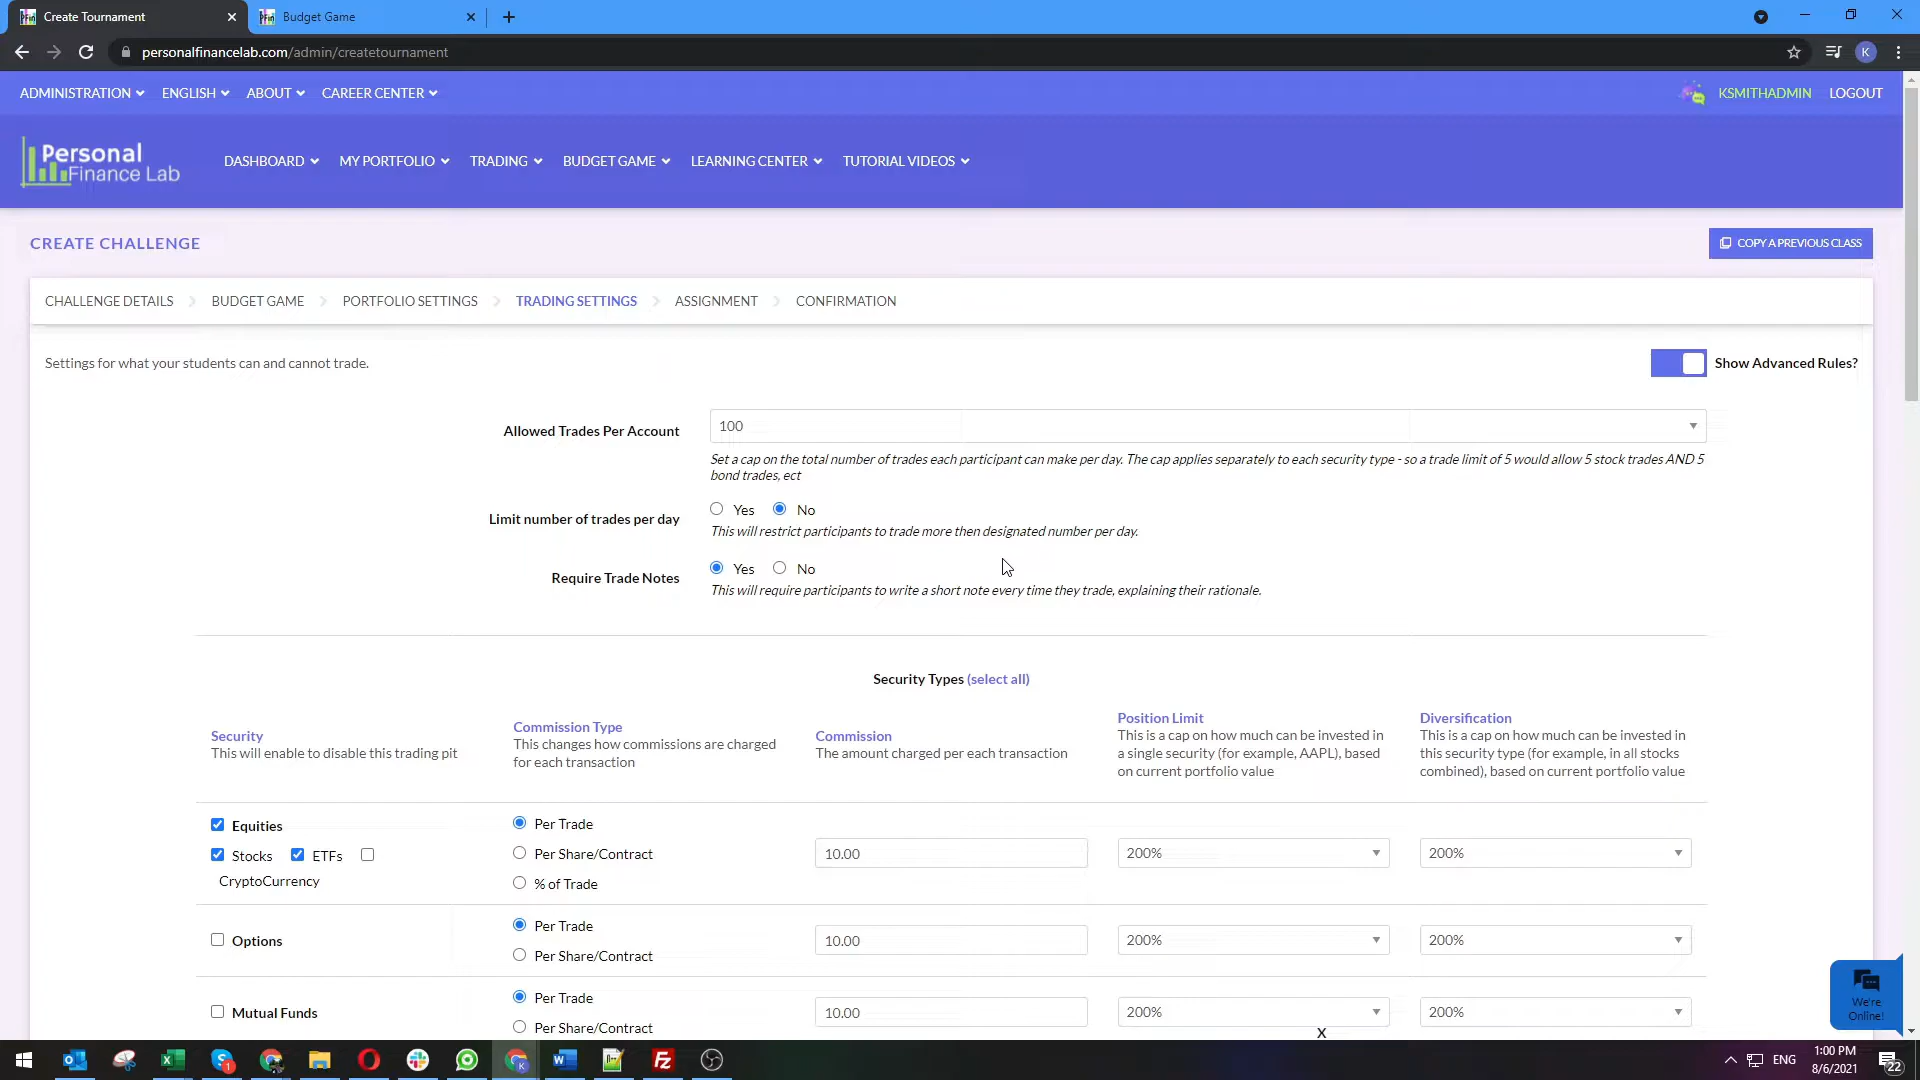 Create Tournament
Budget Game
personalfinancelab.com/admin/createtournament
K
ADMINISTRATION ENGLISH ABOUT CAREER CENTER
KSMITHADMIN LOGOUT
Personal
Finance Lab
DASHBOARD MY PORTFOLIO TRADING BUDGET GAME LEARNING CENTER TUTORIAL VIDEOS
CREATE CHALLENGE
COPY A PREVIOUS CLASS
CHALLENGE DETAILS BUDGET GAME PORTFOLIO SETTINGS TRADING SETTINGS ASSIGNMENT CONFIRMATION
Settings for what your students can and cannot trade.
Show Advanced Rules?
Allowed Trades Per Account
100
Set a cap on the total number of trades each participant can make per day. The cap applies separately to each security type - so a trade limit of 5 would allow 5 stock trades AND 5
bond trades, ect
Limit number of trades per day
Yes No
This will restrict participants to trade more then designated number per day.
Require Trade Notes
Yes No
This will require participants to write a short note every time they trade, explaining their rationale.
Security Types (select all)
Security
This will enable to disable this trading pit
Commission Type
This changes how commissions are charged
for each transaction
Commission
The amount charged per each transaction
Position Limit
This is a cap on how much can be invested in
a single security (for example, AAPL), based
on current portfolio value
Diversification
This is a cap on how much can be invested in
this security type (for example, in all stocks
combined), based on current portfolio value
Equities
Stocks ETFs
CryptoCurrency
Per Trade
Per Share/Contract
% of Trade
10.00
200%
200%
Options
Per Trade
Per Share/Contract
10.00
200%
200%
Mutual Funds
Per Trade
Per Share/Contract
10.00
200%
200%
X
We're
Online!
ENG
1:00 PM
8/6/2021
22